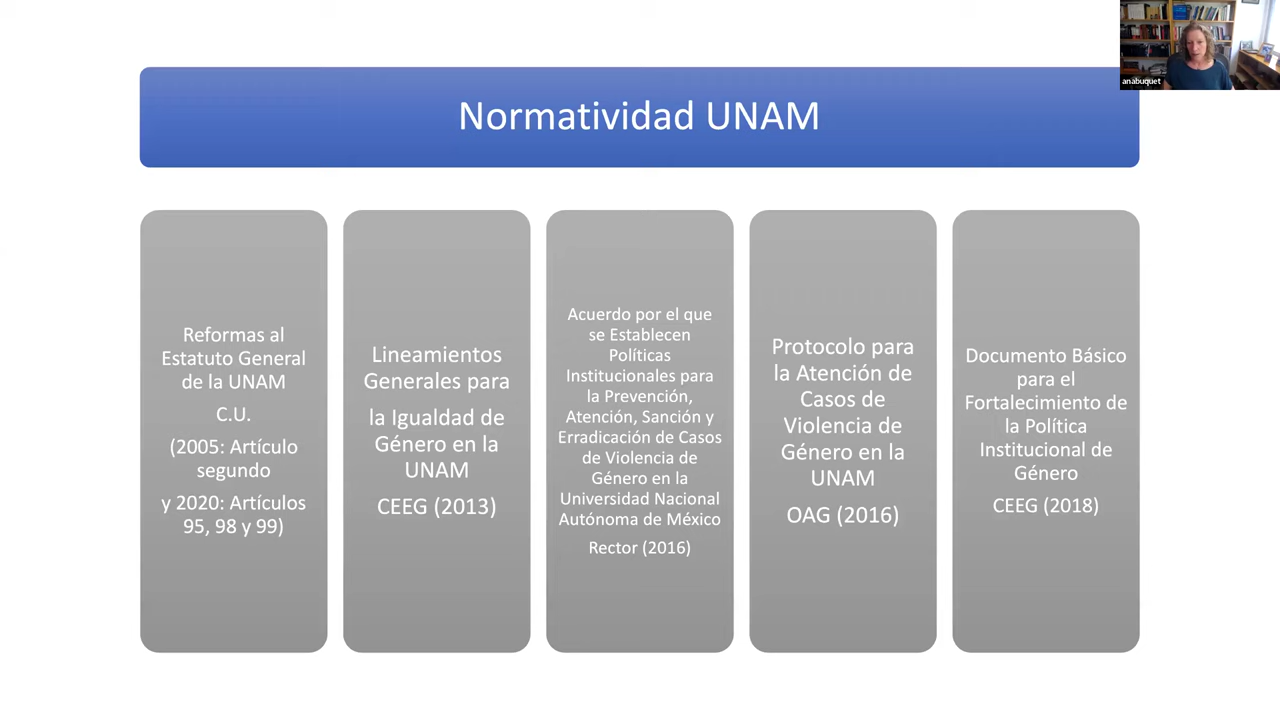 Normatividad UNAM
anabuquet
Reformas al
Estatuto General
de la UNAM
C.U.
(2005: Artículo
segundo
y 2020: Artículos
95, 98 y 99)
Lineamientos
Generales para
la Igualdad de
Género en la
UNAM
CEEG (2013)
Acuerdo por el que
se Establecen
Políticas
Institucionales para
la Prevención,
Atención, Sanción y
Erradicación de Casos
de Violencia de
Género en la
Universidad Nacional
Autónoma de México
Rector (2016)
Protocolo para
la Atención de
Casos de
Violencia de
Género en la
UNAM
OAG (2016)
Documento Básico
para el
Fortalecimiento de
la Política
Institucional de
Género
CEEG (2018)